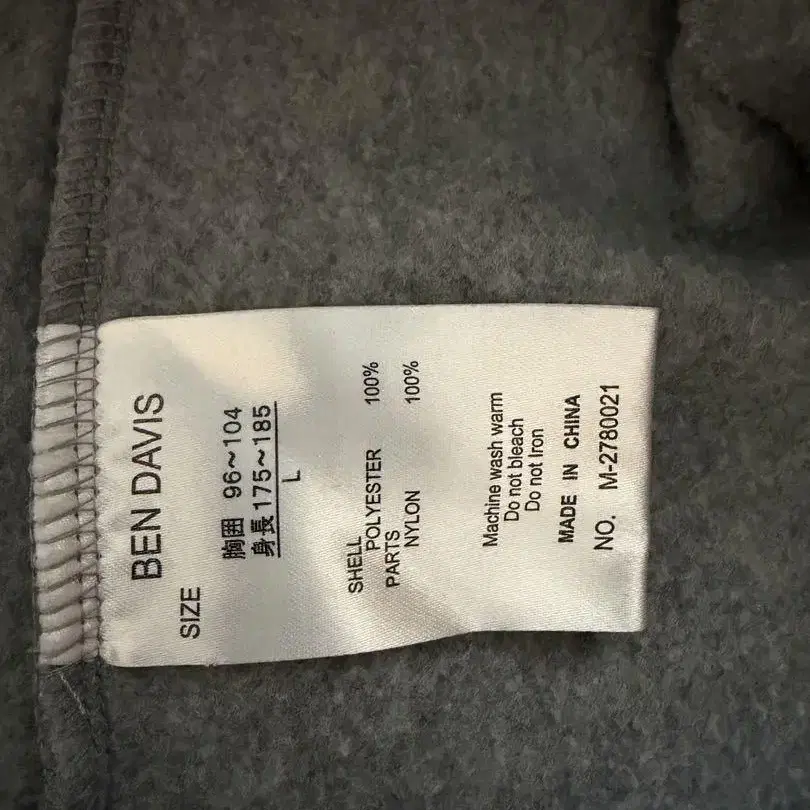 BEN DAVIS
SIZE
胸囲 96~104
身長 175~185
L
SHELL
POLYESTER 100%
PARTS
NYLON 100%
Machine wash warm
Do not bleach
Do not Iron
MADE IN CHINA
NO. M-2780021